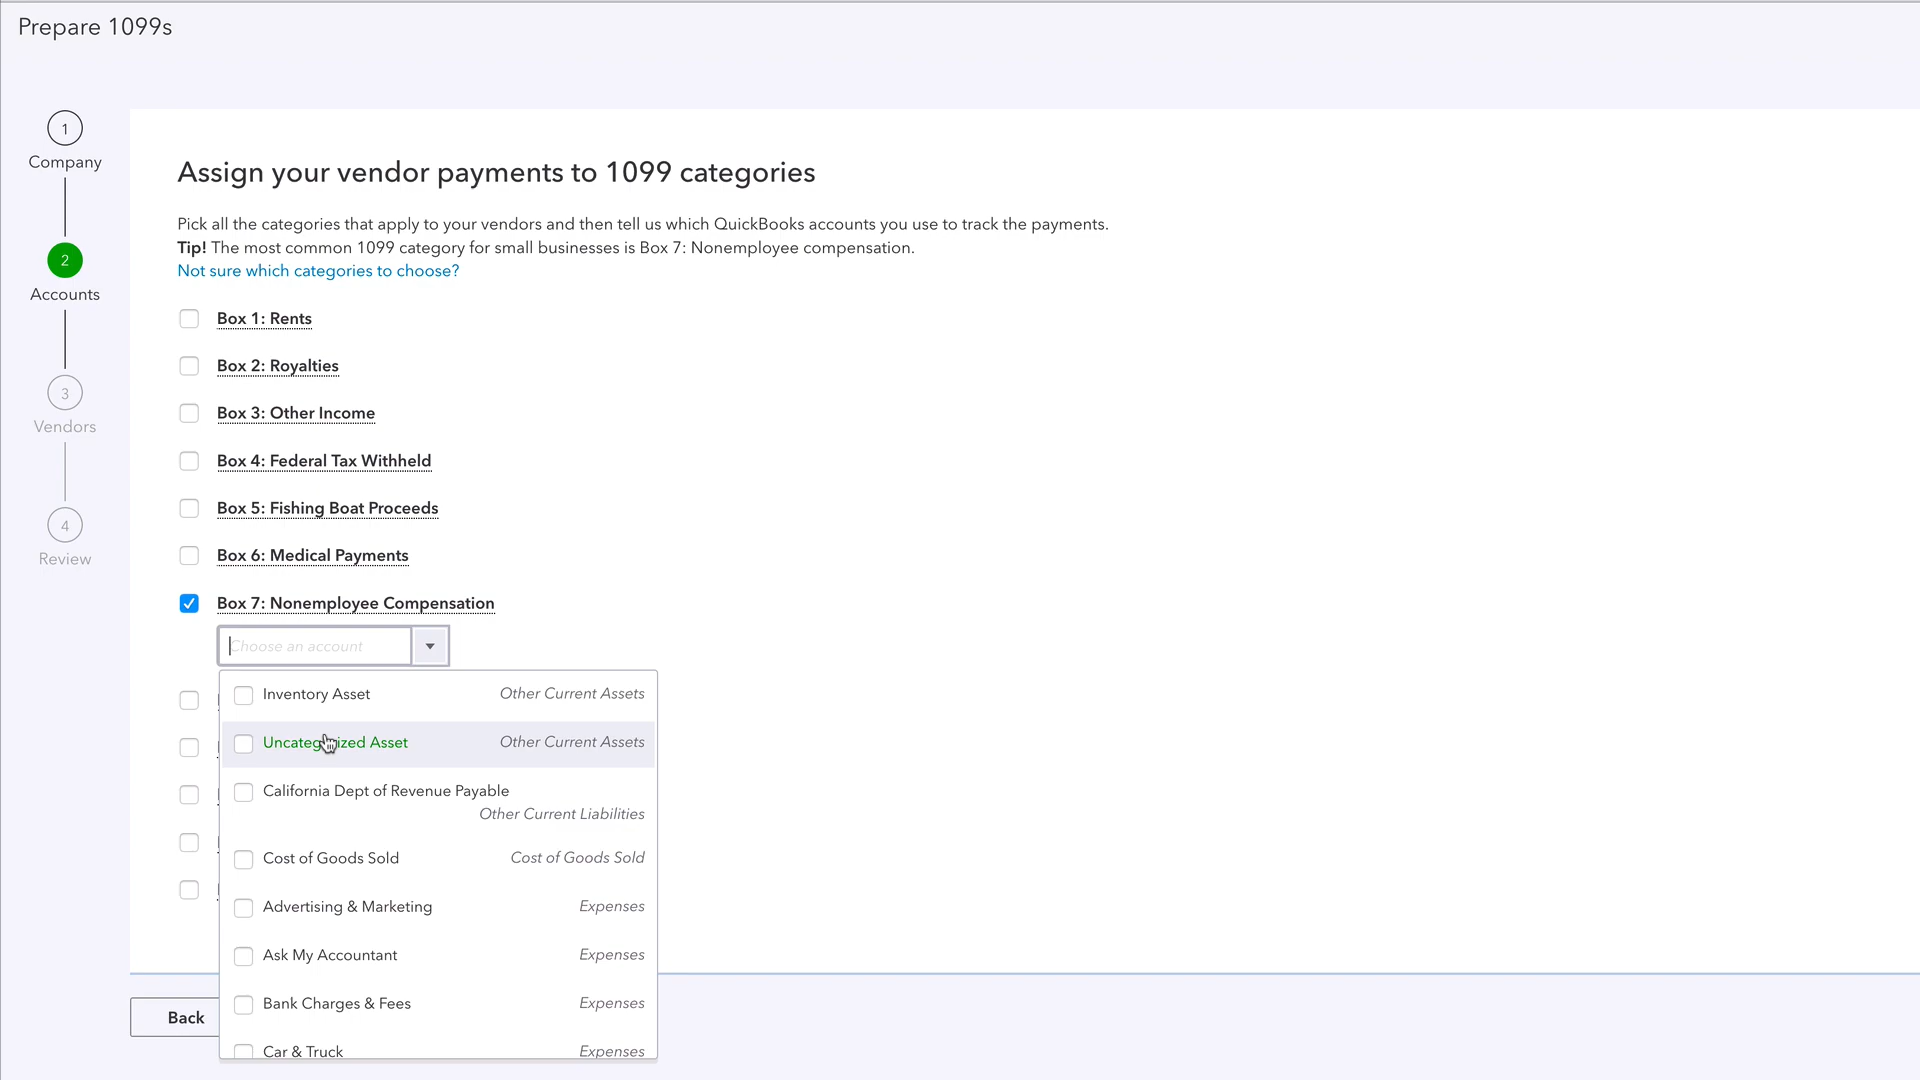 Prepare 1099s
1
Company
2
Accounts
3
Vendors
4
Review
Assign your vendor payments to 1099 categories
Pick all the categories that apply to your vendors and then tell us which QuickBooks accounts you use to track the payments.
Tip! The most common 1099 category for small businesses is Box 7: Nonemployee compensation.
Not sure which categories to choose?
Box 1: Rents
Box 2: Royalties
Box 3: Other Income
Box 4: Federal Tax Withheld
Box 5: Fishing Boat Proceeds
Box 6: Medical Payments
Box 7: Nonemployee Compensation
Choose an account
Inventory Asset Other Current Assets
Uncategorized Asset Other Current Assets
California Dept of Revenue Payable
Other Current Liabilities
Cost of Goods Sold Cost of Goods Sold
Advertising & Marketing Expenses
Ask My Accountant Expenses
Bank Charges & Fees Expenses
Car & Truck Expenses
Back